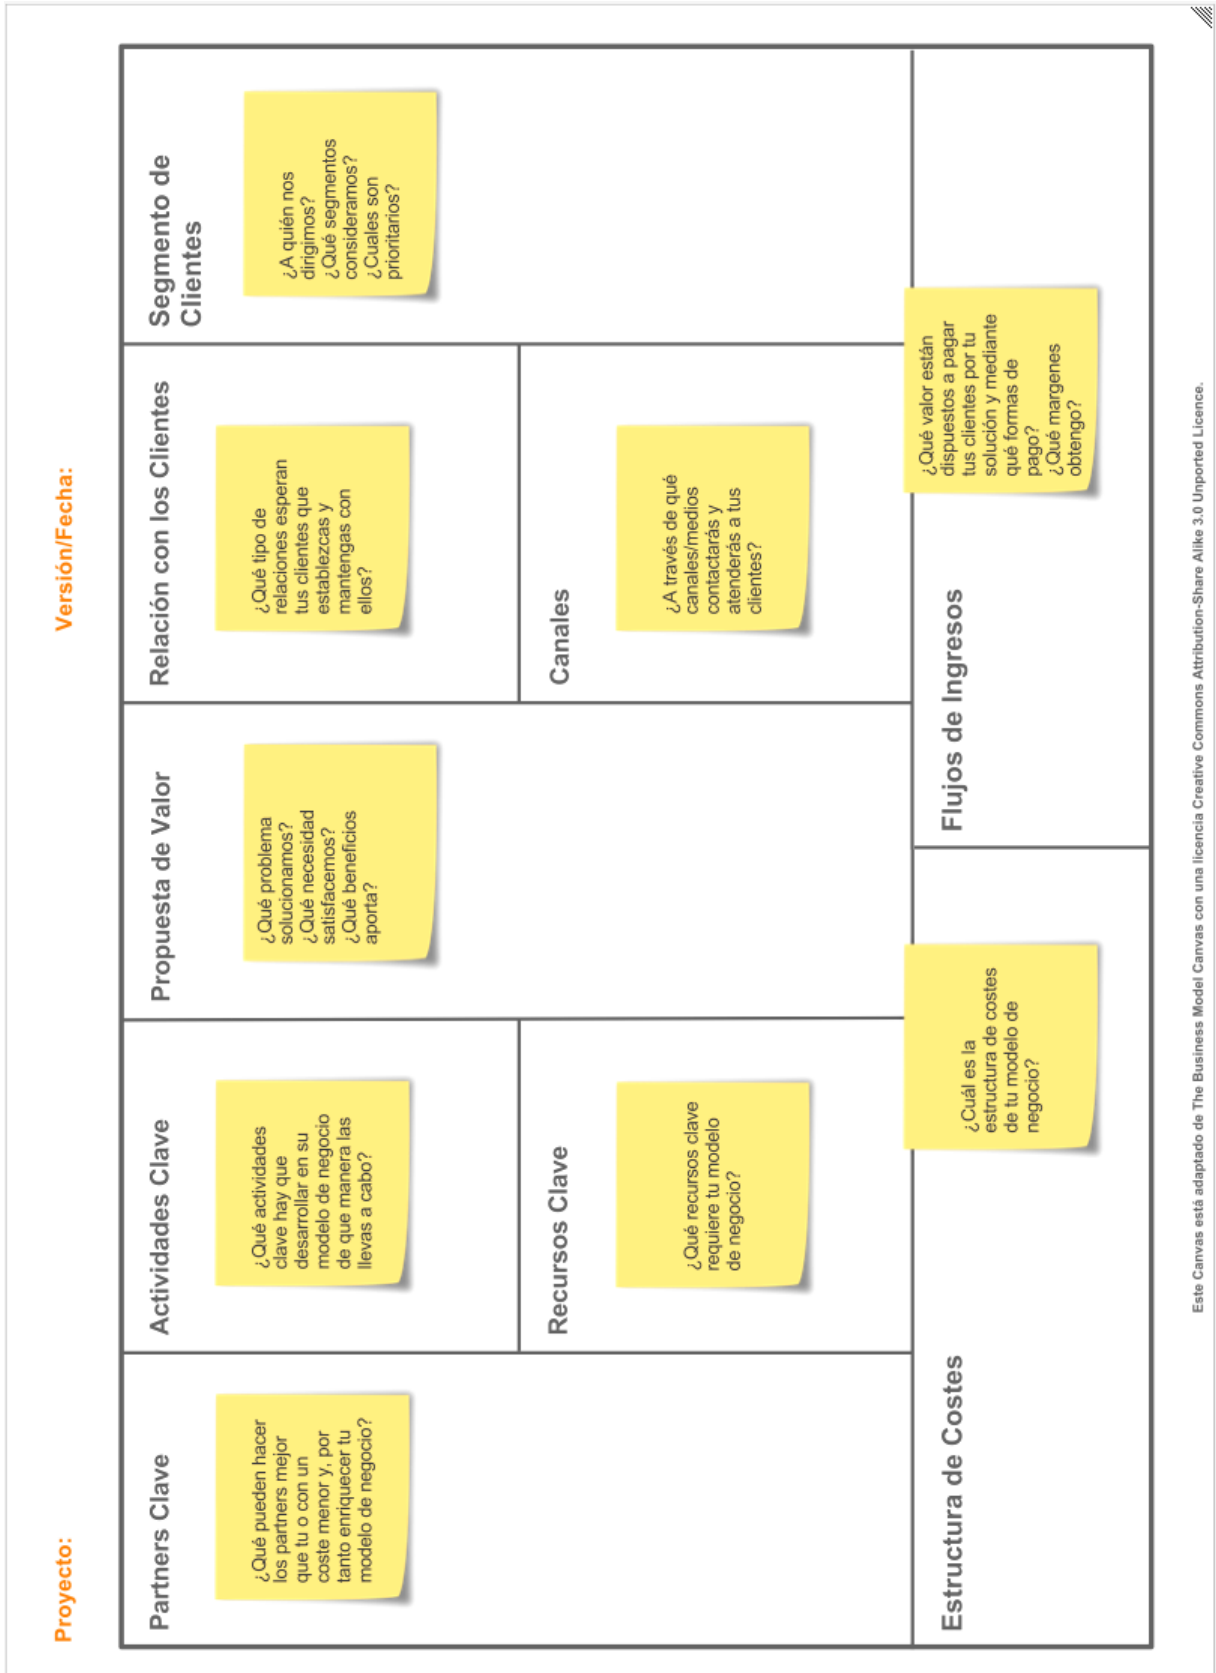 Proyecto:
Versión/Fecha:
Partners Clave
¿Qué pueden hacer
los partners mejor
que tu o con un
coste menor y, por
tanto enriquecer tu
modelo de negocio?
Actividades Clave
¿Qué actividades
clave hay que
desarrollar en su
modelo de negocio
de que manera las
llevas a cabo?
Recursos Clave
¿Qué recursos clave
requiere tu modelo
de negocio?
Propuesta de Valor
¿Qué problema
solucionamos?
¿Qué necesidad
satisfacemos?
¿Qué beneficios
aporta?
Relación con los Clientes
¿Qué tipo de
relaciones esperan
tus clientes que
establezcas y
mantengas con
ellos?
Canales
¿A través de qué
canales/medios
contactarás y
atenderás a tus
clientes?
Segmento de
Clientes
¿A quién nos
dirigimos?
¿Qué segmentos
consideramos?
¿Cuales son
prioritarios?
Estructura de Costes
¿Cuál es la
estructura de costes
de tu modelo de
negocio?
Flujos de Ingresos
¿Qué valor están
dispuestos a pagar
tus clientes por tu
solución y mediante
qué formas de
pago?
¿Qué margenes
obtengo?
Este Canvas está adaptado de The Business Model Canvas con una licencia Creative Commons Attribution-Share Alike 3.0 Unported Licence.